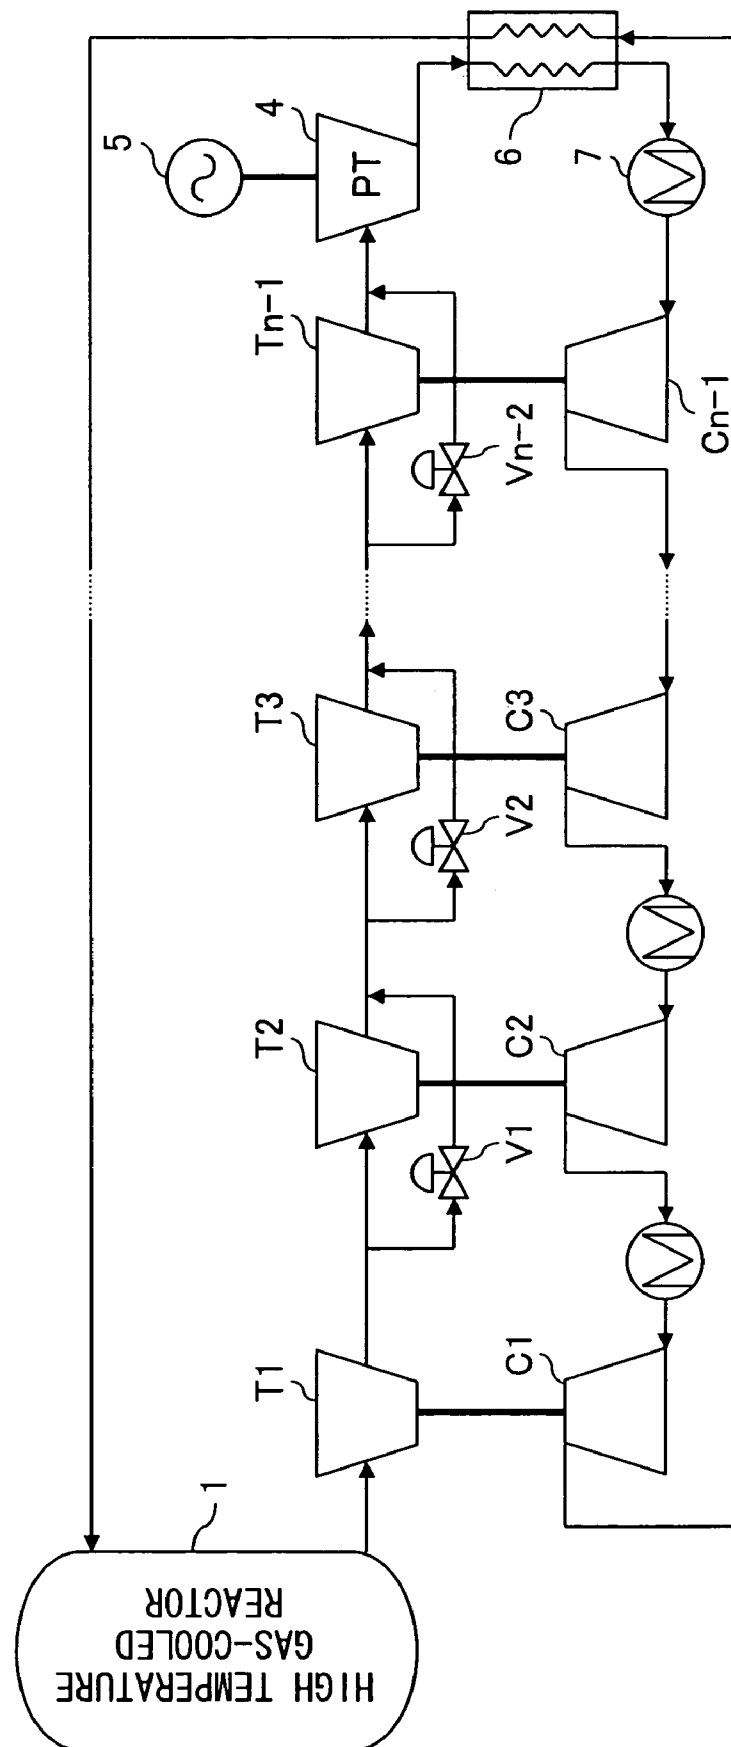 HIGH TEMPERATURE
GAS-COOLED
REACTOR
1
T1
T2
T3
Tn-1
4
PT
5
6
7
V1
V2
Vn-2
C1
C2
C3
Cn-1